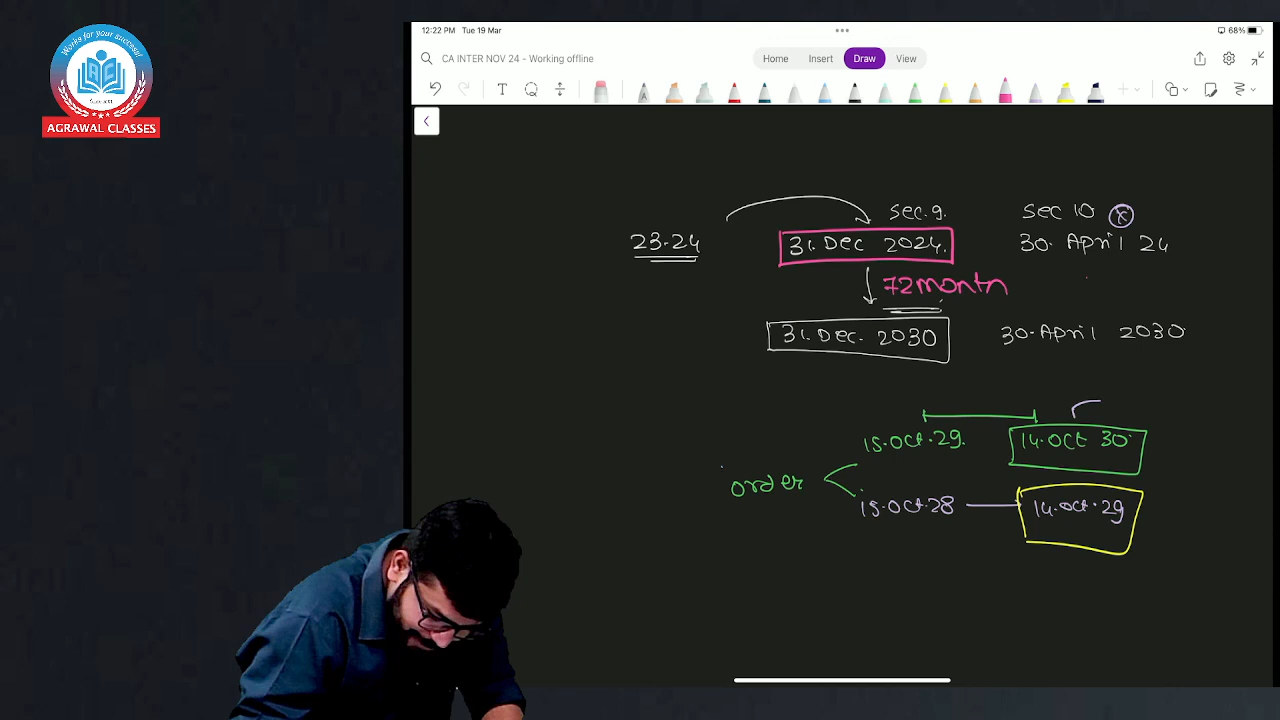 Works for your success
AC
AGRAWAL CLASSES
12:22 PM Tue 19 Mar
68%
CA INTER NOV 24 - Working offline
Home Insert Draw View
sec. 9. sec 10 x
23.24 31. Dec 2024. 30. April 24
72month
31. Dec. 2030 30. April 2030
15.oct.29. 14.oct 30
order
15.oct.28 14.oct.29